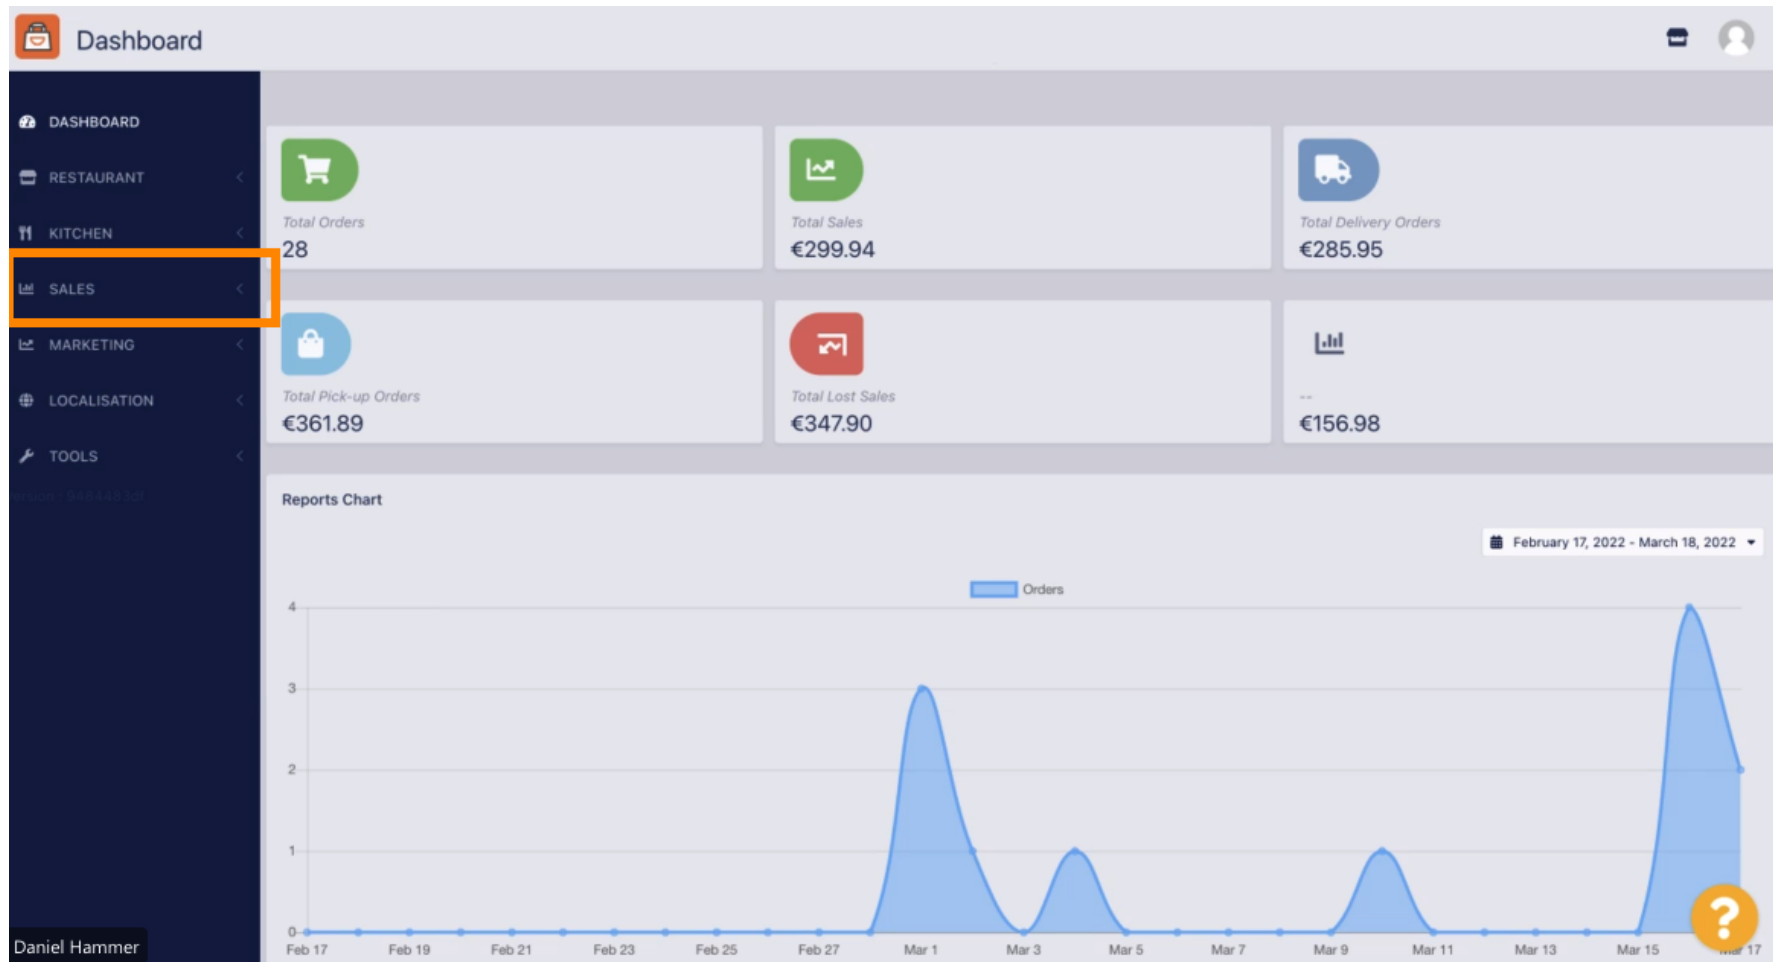 Dashboard
DASHBOARD
RESTAURANT
KITCHEN
SALES
MARKETING
LOCALISATION
TOOLS
Total Orders
28
Total Sales
€299.94
Total Delivery Orders
€285.95
Total Pick-up Orders
€361.89
Total Lost Sales
€347.90
--
€156.98
Reports Chart
February 17, 2022 - March 18, 2022
Orders
4
3
2
1
0
Feb 17 Feb 19 Feb 21 Feb 23 Feb 25 Feb 27 Mar 1 Mar 3 Mar 5 Mar 7 Mar 9 Mar 11 Mar 13 Mar 15 17
?
Daniel Hammer